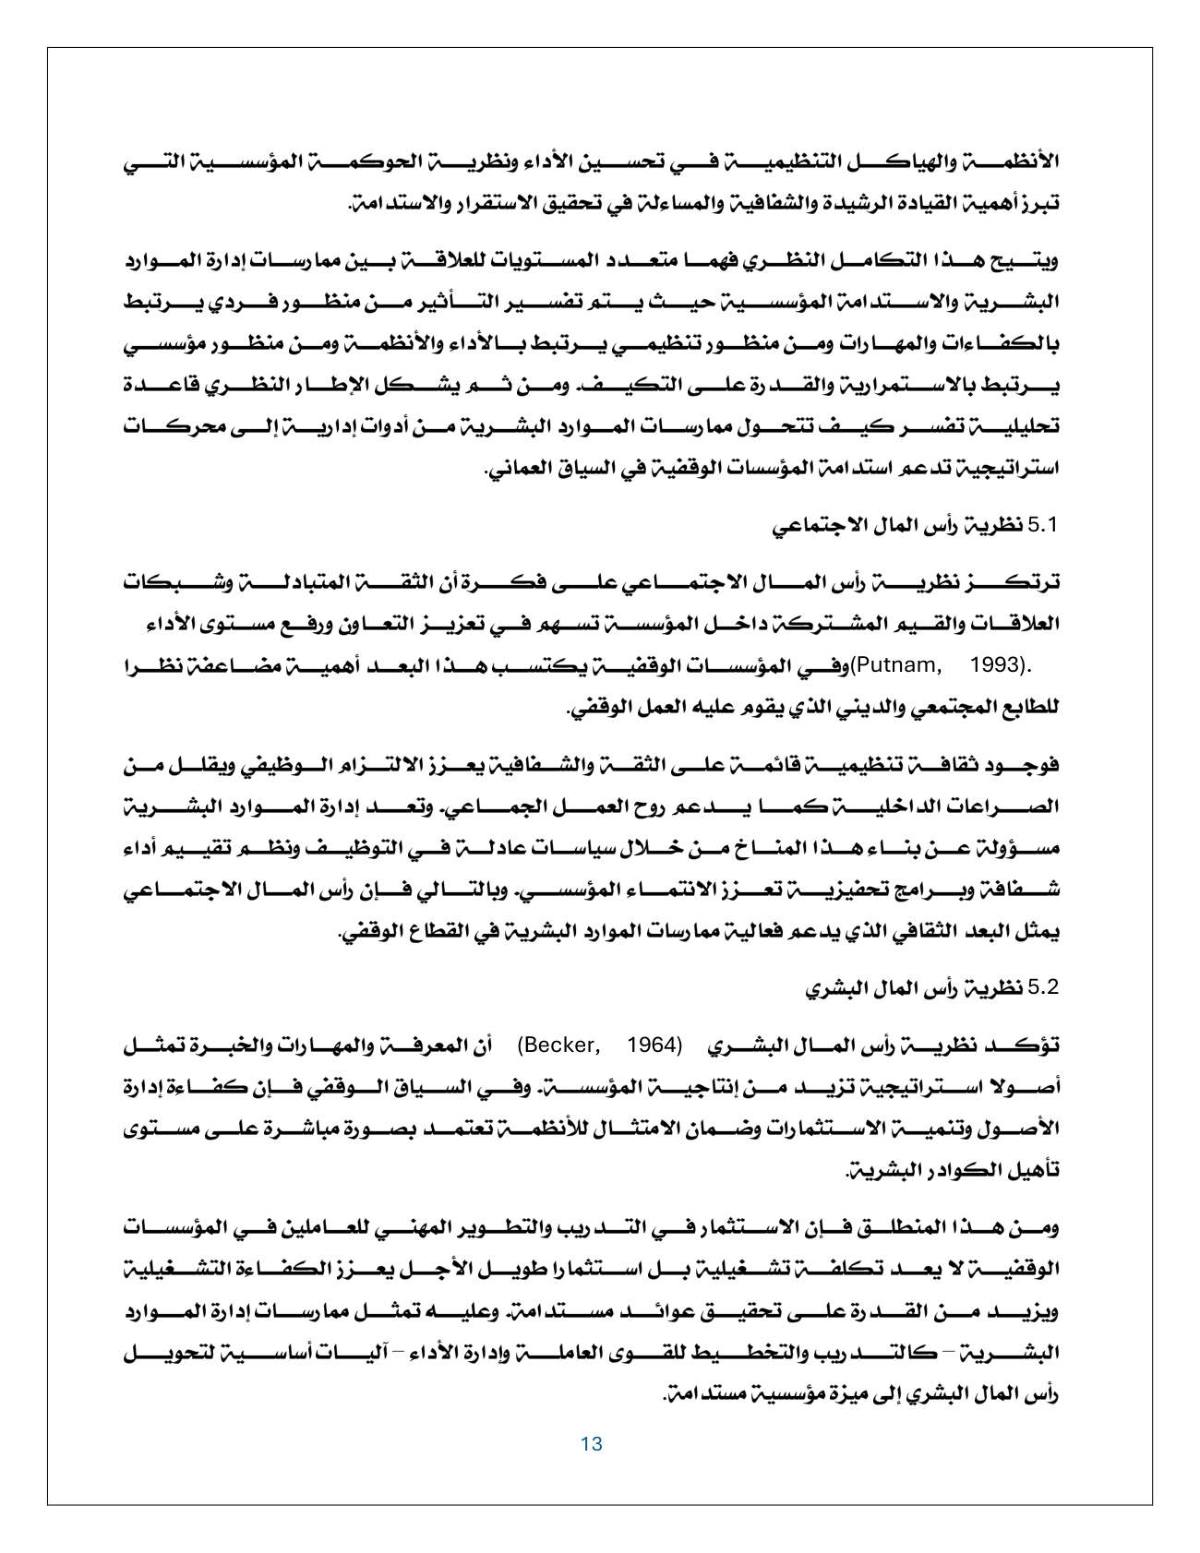 الأنظمة والهياكل التنظيمية في تحسين الأداء ونظرية الحوكمة المؤسسية التي
تبرز أهمية القيادة الرشيدة والشفافية والمساءلة في تحقيق الاستقرار والاستدامة.
ويتيح هذا التكامل النظري فهما متعدد المستويات للعلاقة بين ممارسات إدارة الموارد
البشرية والاستدامة المؤسسية حيث يتم تفسير التأثير من منظور فردي يرتبط
بالكفاءات والمهارات ومن منظور تنظيمي يرتبط بالأداء والأنظمة ومن منظور مؤسسي
يرتبط بالاستمرارية والقدرة على التكيف. ومن ثم يشكل الإطار النظري قاعدة
تحليلية تفسر كيف تتحول ممارسات الموارد البشرية من أدوات إدارية إلى محركات
استراتيجية تدعم استدامة المؤسسات الوقفية في السياق العماني.
5.1 نظرية رأس المال الاجتماعي
ترتكز نظرية رأس المال الاجتماعي على فكرة أن الثقة المتبادلة وشبكات
العلاقات والقيم المشتركة داخل المؤسسة تسهم في تعزيز التعاون ورفع مستوى الأداء
.(Putnam, 1993)وفي المؤسسات الوقفية يكتسب هذا البعد أهمية مضاعفة نظرا
للطابع المجتمعي والديني الذي يقوم عليه العمل الوقفي.
فوجود ثقافة تنظيمية قائمة على الثقة والشفافية يعزز الالتزام الوظيفي ويقلل من
الصراعات الداخلية كما يدعم روح العمل الجماعي. وتعد إدارة الموارد البشرية
مسؤولة عن بناء هذا المناخ من خلال سياسات عادلة في التوظيف ونظم تقييم أداء
شفافة وبرامج تحفيزية تعزز الانتماء المؤسسي. وبالتالي فإن رأس المال الاجتماعي
يمثل البعد الثقافي الذي يدعم فعالية ممارسات الموارد البشرية في القطاع الوقفي.
5.2 نظرية رأس المال البشري
تؤكد نظرية رأس المال البشري (Becker, 1964) أن المعرفة والمهارات والخبرة تمثل
أصولا استراتيجية تزيد من إنتاجية المؤسسة. وفي السياق الوقفي فإن كفاءة إدارة
الأصول وتنمية الاستثمارات وضمان الامتثال للأنظمة تعتمد بصورة مباشرة على مستوى
تأهيل الكوادر البشرية.
ومن هذا المنطلق فإن الاستثمار في التدريب والتطوير المهني للعاملين في المؤسسات
الوقفية لا يعد تكلفة تشغيلية بل استثمارا طويل الأجل يعزز الكفاءة التشغيلية
ويزيد من القدرة على تحقيق عوائد مستدامة. وعليه تمثل ممارسات إدارة الموارد
البشرية – كالتدريب والتخطيط للقوى العاملة وإدارة الأداء – آليات أساسية لتحويل
رأس المال البشري إلى ميزة مؤسسية مستدامة.
13